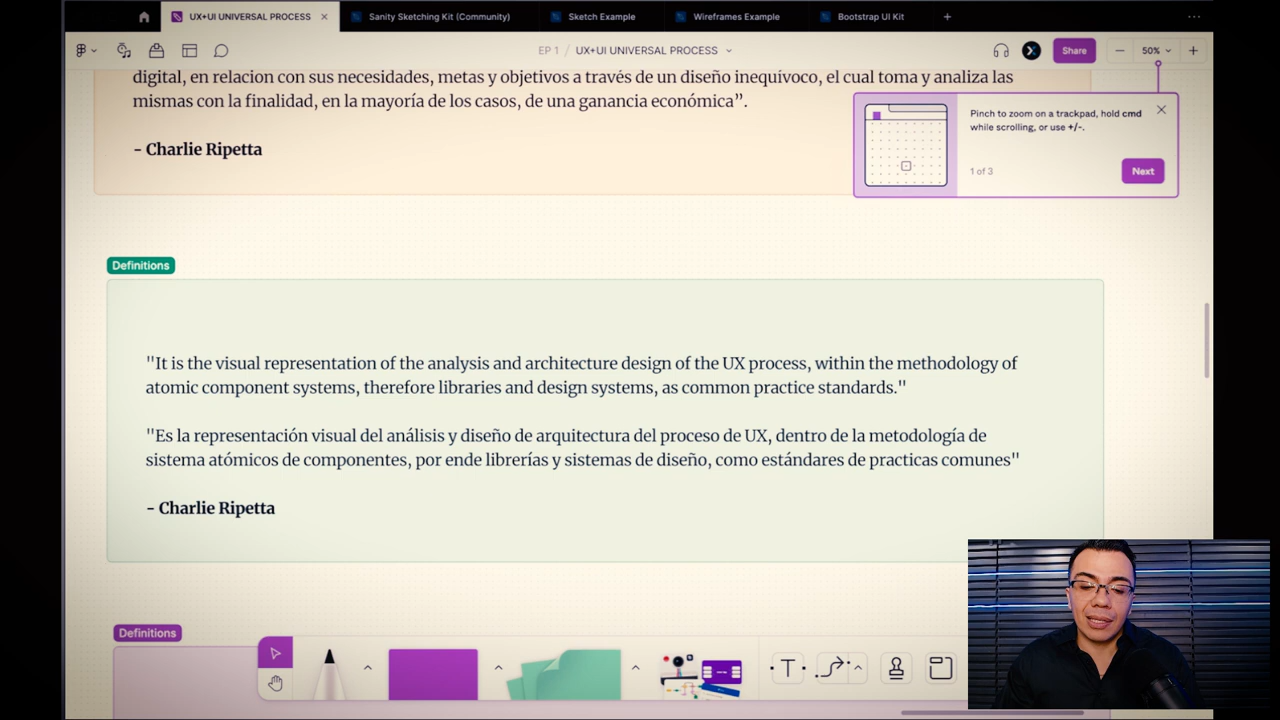 UX+UI UNIVERSAL PROCESS
Sanity Sketching Kit (Community)
Sketch Example
Wireframes Example
Bootstrap UI Kit
EP 1 / UX+UI UNIVERSAL PROCESS
Share
50%
digital, en relacion con sus necesidades, metas y objetivos a través de un diseño inequívoco, el cual toma y analiza las
mismas con la finalidad, en la mayoría de los casos, de una ganancia económica”.
- Charlie Ripetta
Pinch to zoom on a trackpad, hold cmd
while scrolling, or use +/-.
1 of 3
Next
Definitions
"It is the visual representation of the analysis and architecture design of the UX process, within the methodology of
atomic component systems, therefore libraries and design systems, as common practice standards."
"Es la representación visual del análisis y diseño de arquitectura del proceso de UX, dentro de la metodología de
sistema atómicos de componentes, por ende librerías y sistemas de diseño, como estándares de practicas comunes"
- Charlie Ripetta
Definitions